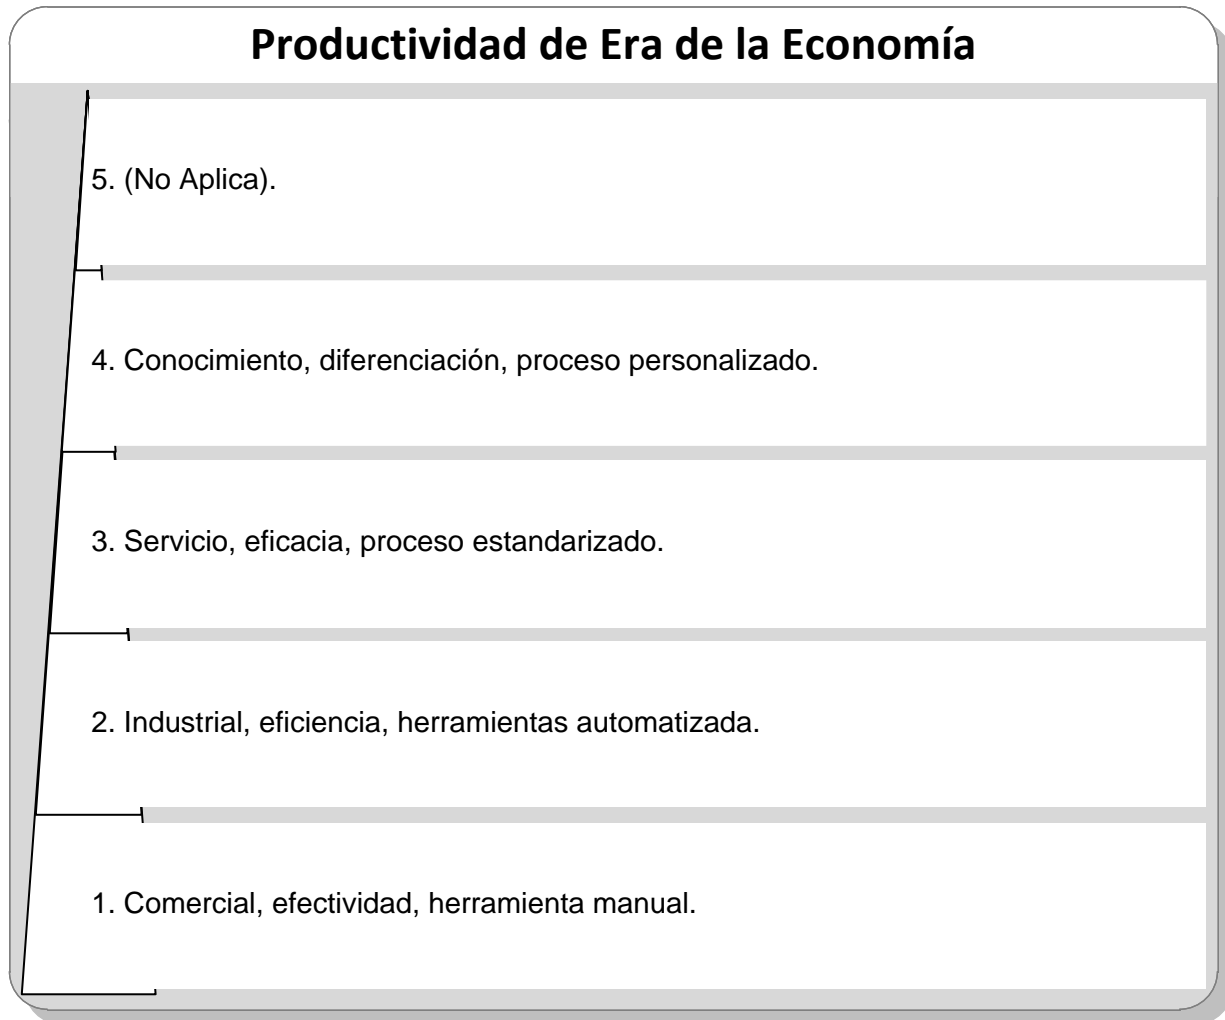 Productividad de Era de la Economía
5. (No Aplica).
4. Conocimiento, diferenciación, proceso personalizado.
3. Servicio, eficacia, proceso estandarizado.
2. Industrial, eficiencia, herramientas automatizada.
1. Comercial, efectividad, herramienta manual.